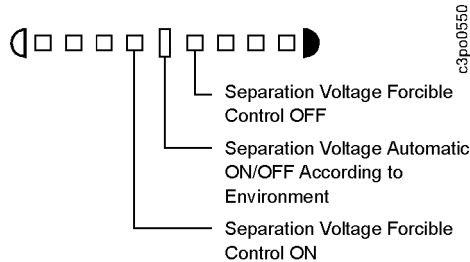 c3po0550
Separation Voltage Forcible
Control OFF
Separation Voltage Automatic
ON/OFF According to
Environment
Separation Voltage Forcible
Control ON